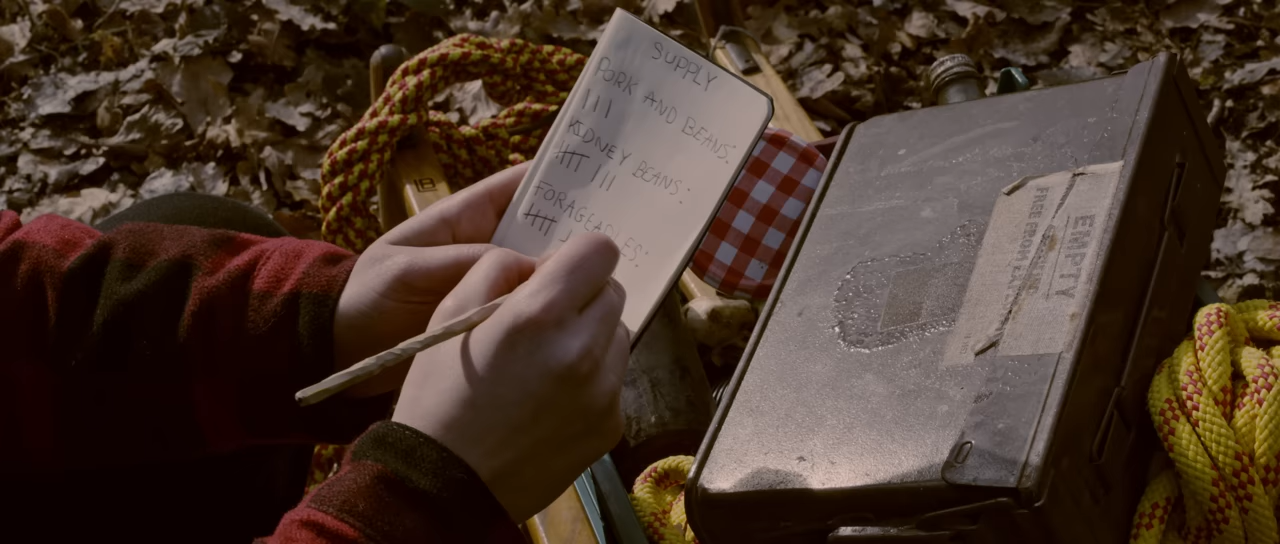 SUPPLY
PORK AND BEANS:
KIDNEY BEANS:
FORAGEABLES:
EMPTY
FREE FROM